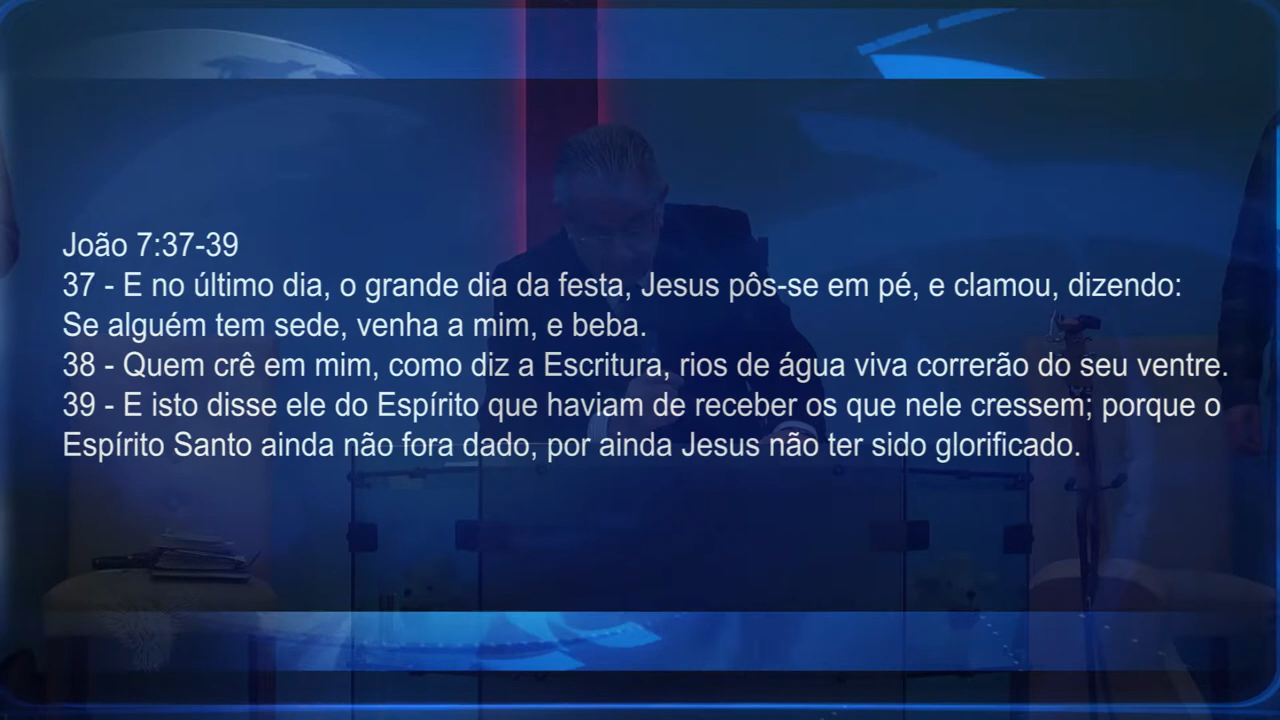 João 7:37-39
37 - E no último dia, o grande dia da festa, Jesus pôs-se em pé, e clamou, dizendo:
Se alguém tem sede, venha a mim, e beba.
38 - Quem crê em mim, como diz a Escritura, rios de água viva correrão do seu ventre.
39 - E isto disse ele do Espírito que haviam de receber os que nele cressem; porque o
Espírito Santo ainda não fora dado, por ainda Jesus não ter sido glorificado.